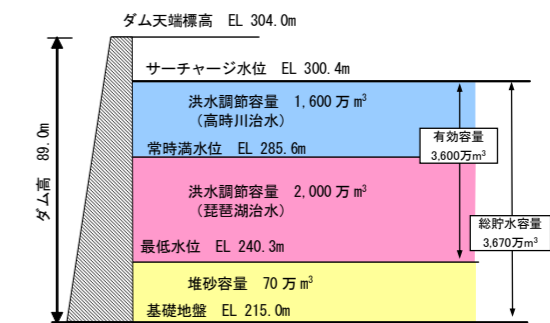 ダム天端標高 EL 304.0m
サーチャージ水位 EL 300.4m
洪水調節容量 1,600万m³
（高時川治水）
常時満水位 EL 285.6m
有効容量
3,600万m³
ダム高 89.0m
洪水調節容量 2,000万m³
（琵琶湖治水）
総貯水容量
3,670万m³
最低水位 EL 240.3m
堆砂容量 70万m³
基礎地盤 EL 215.0m